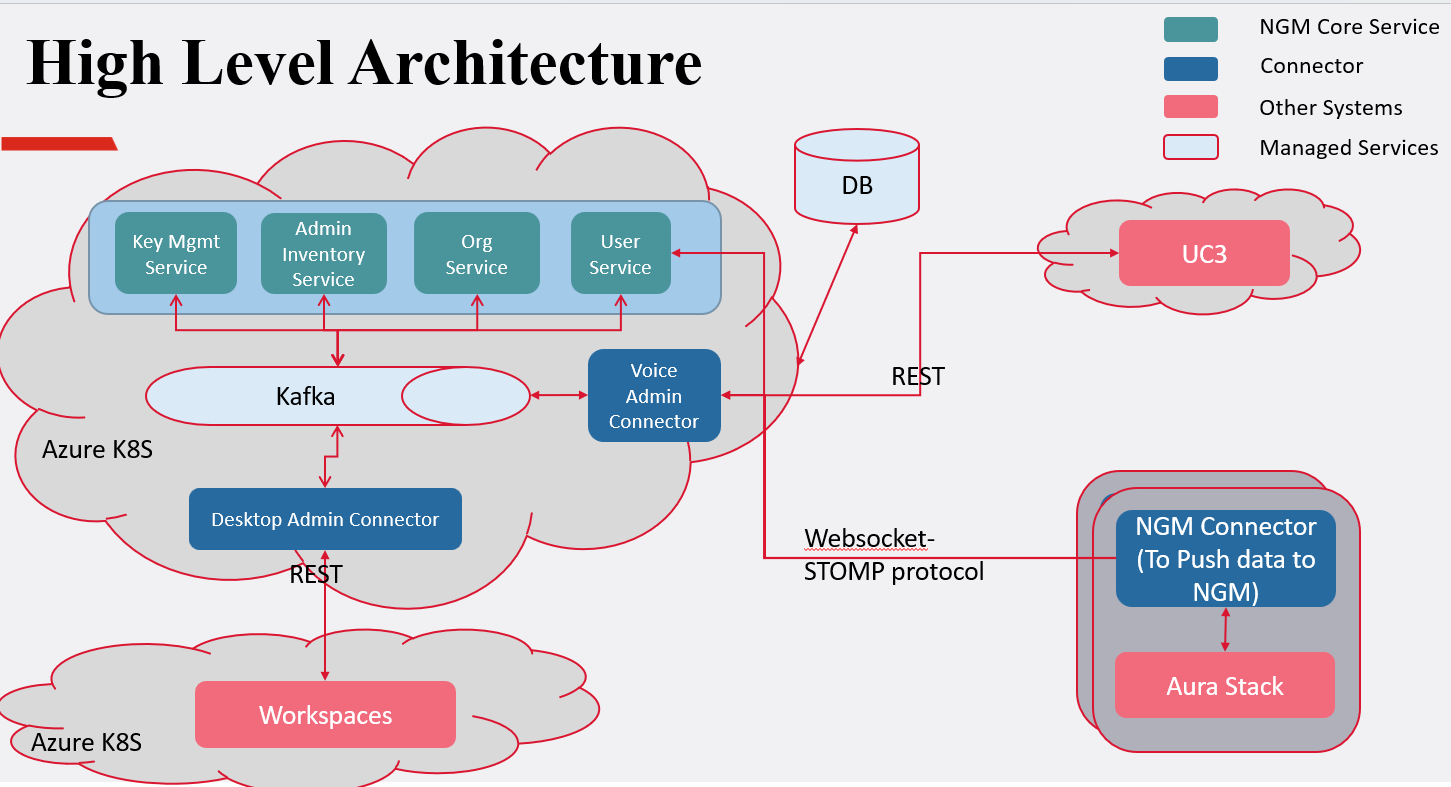 High Level Architecture
NGM Core Service
Connector
Other Systems
Managed Services
Key Mgmt
Service
Admin
Inventory
Service
Org
Service
User
Service
DB
UC3
Kafka
Voice
Admin
Connector
REST
Azure K8S
Desktop Admin Connector
REST
Websocket-
STOMP protocol
NGM Connector
(To Push data to
NGM)
Aura Stack
Workspaces
Azure K8S